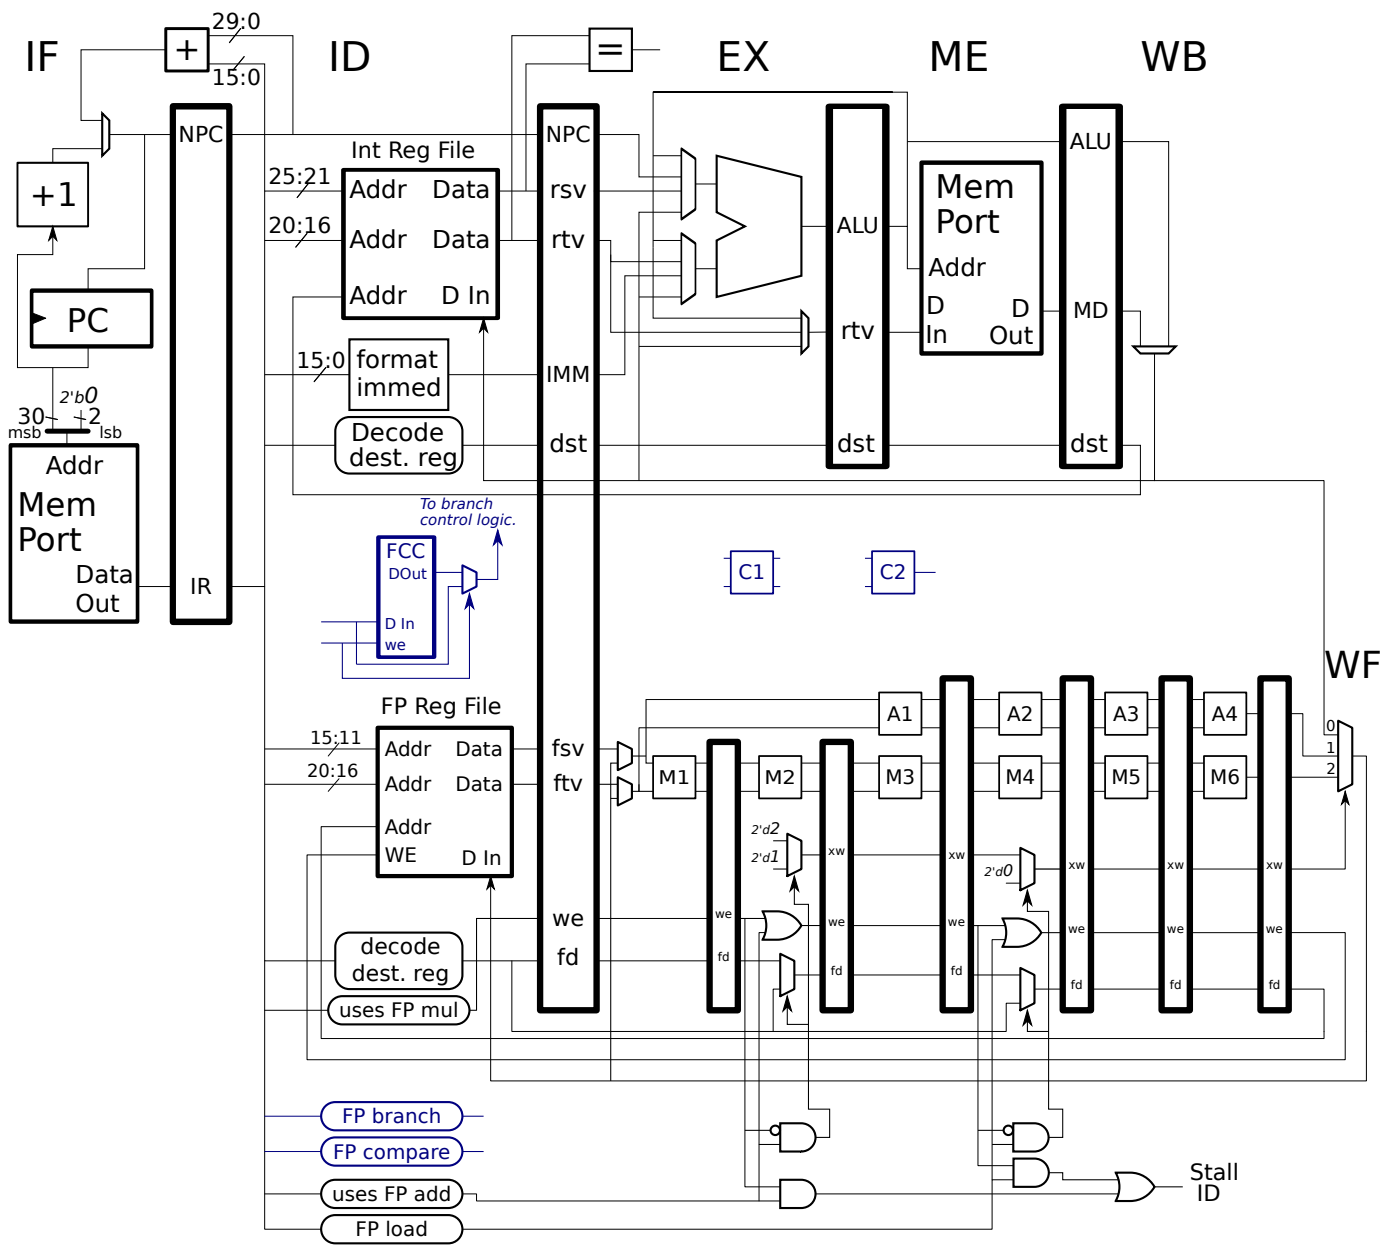 IF
ID
EX
ME
WB
29:0
+
15:0
=
NPC
NPC
ALU
+1
Int Reg File
25:21
Addr
Data
rsv
20:16
Addr
Data
rtv
Addr
D In
ALU
Mem
Port
Addr
D
In
D
Out
rtv
MD
PC
15:0
format
immed
IMM
2'b0
30
2
msb
lsb
Decode
dest. reg
dst
dst
dst
Addr
Mem
Port
Data
Out
IR
To branch
control logic.
FCC
DOut
D In
we
C1
C2
WF
FP Reg File
15:11
Addr
Data
fsv
20:16
Addr
Data
ftv
Addr
WE
D In
A1
A2
A3
A4
M1
M2
M3
M4
M5
M6
0
1
2
2'd2
2'd1
xw
xw
2'd0
xw
xw
xw
we
we
we
we
we
we
we
decode
dest. reg
fd
fd
fd
fd
fd
fd
fd
uses FP mul
FP branch
FP compare
uses FP add
FP load
Stall
ID